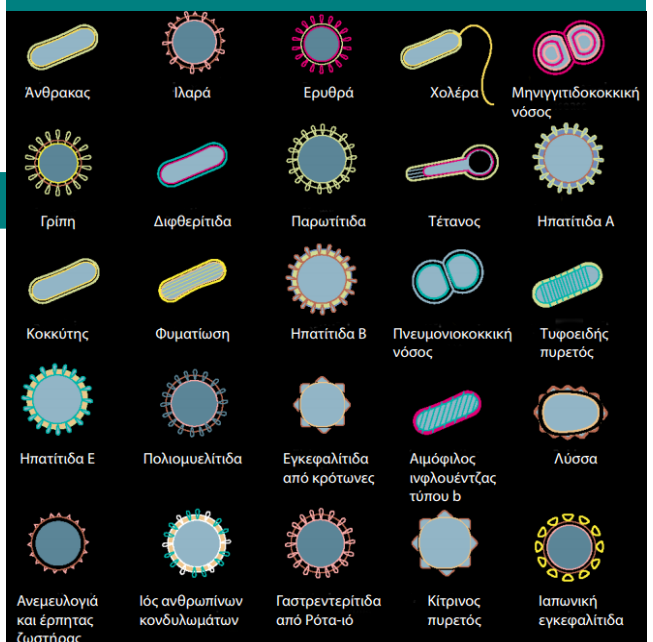 Άνθρακας
Ιλαρά
Ερυθρά
Χολέρα
Μηνιγγιτιδοκοκκική
νόσος
Γρίπη
Διφθερίτιδα
Παρωτίτιδα
Τέτανος
Ηπατίτιδα Α
Κοκκύτης
Φυματίωση
Ηπατίτιδα Β
Πνευμονιοκοκκική
νόσος
Τυφοειδής
πυρετός
Ηπατίτιδα Ε
Πολιομυελίτιδα
Εγκεφαλίτιδα
από κρότωνες
Αιμόφιλος
ινφλουέντζας
τύπου b
Λύσσα
Ανεμευλογιά
και έρπητας
ζωστήρας
Ιός ανθρωπίνων
κονδυλωμάτων
Γαστρεντερίτιδα
από Ρότα-ιό
Κίτρινος
πυρετός
Ιαπωνική
εγκεφαλίτιδα